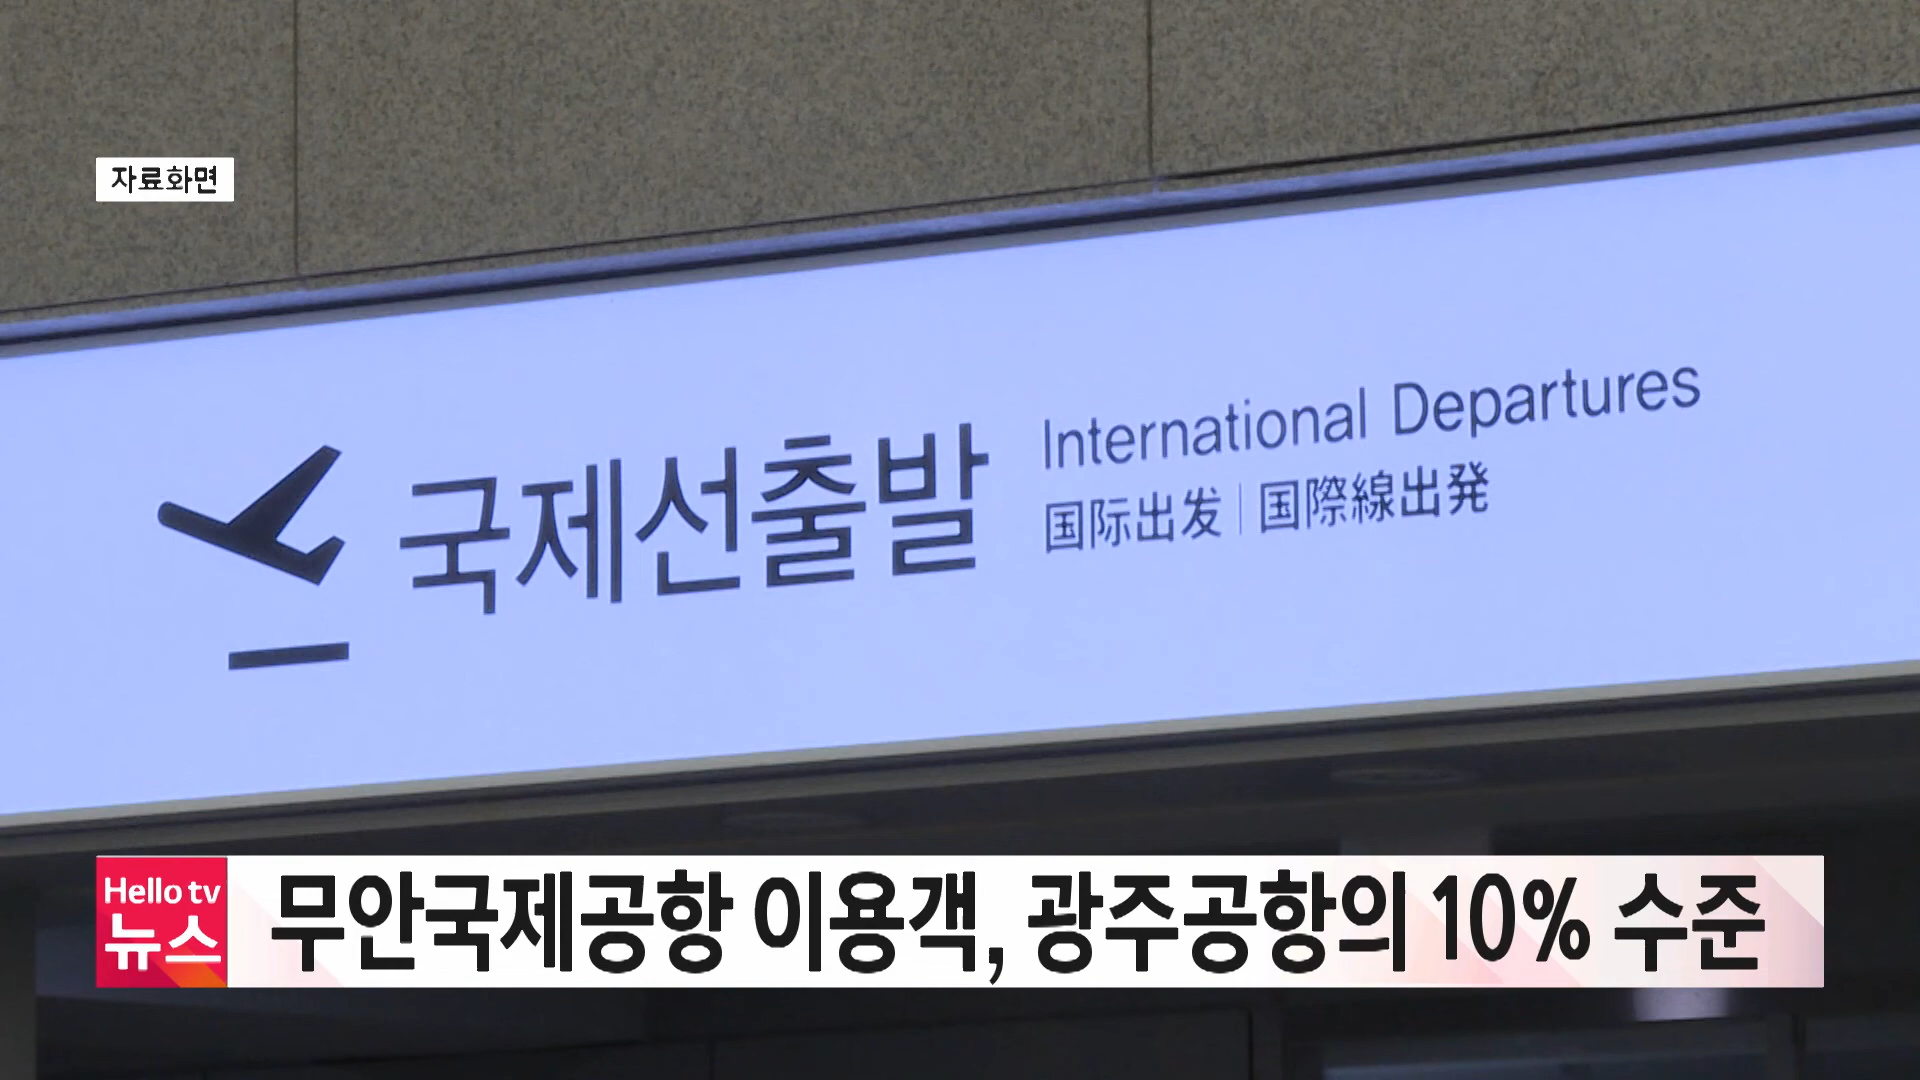 자료화면
국제선출발
International Departures
国际出发 | 国際線出発
Hello tv
뉴스
무안국제공항 이용객, 광주공항의 10% 수준